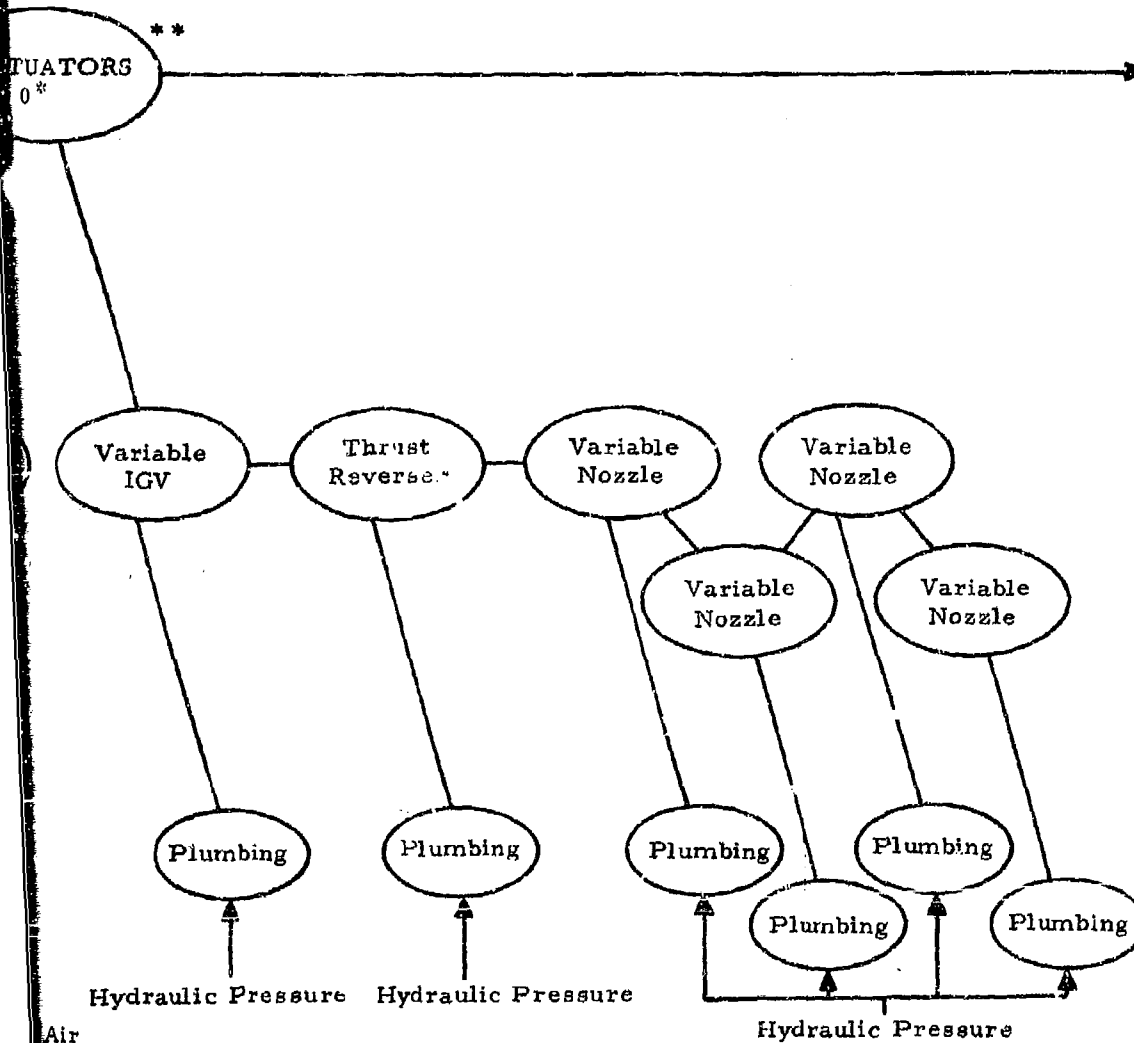 **
TUATORS
0*
Variable
IGV
Thrust
Reverser
Variable
Nozzle
Variable
Nozzle
Variable
Nozzle
Variable
Nozzle
Plumbing
Plumbing
Plumbing
Plumbing
Plumbing
Plumbing
Hydraulic Pressure
Hydraulic Pressure
Hydraulic Pressure
Air